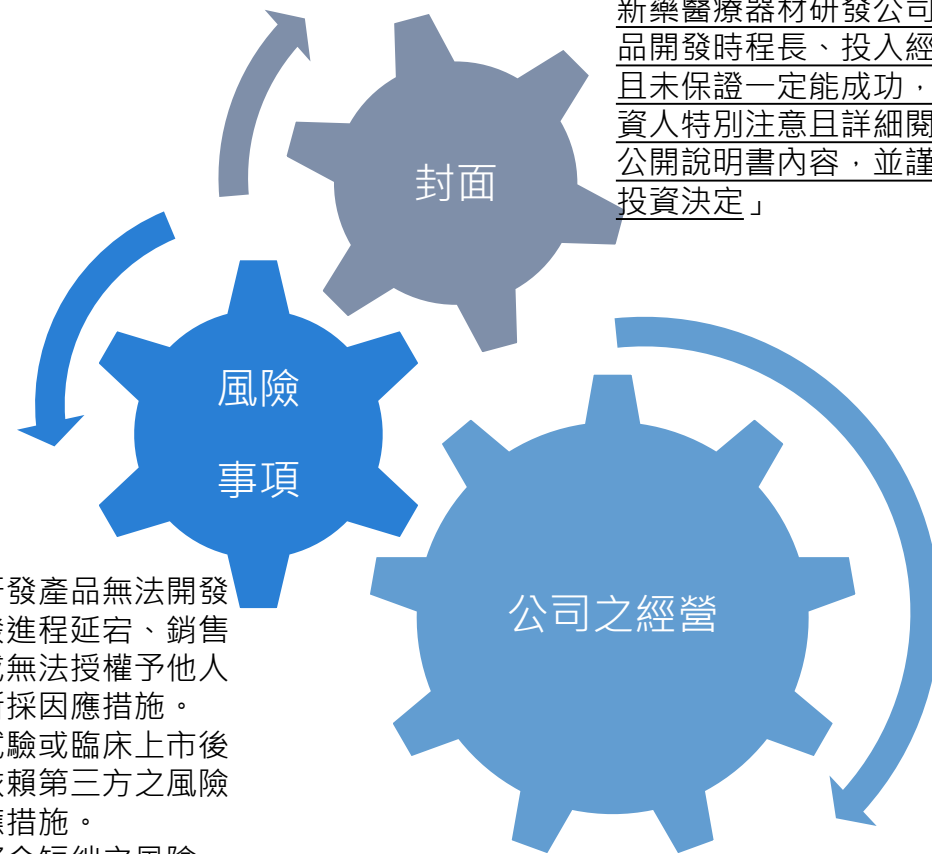 新藥醫療器材研發公司
品開發時程長、投入經
且未保證一定能成功，
資人特別注意且詳細閱
公開說明書內容，並謹
投資決定」
封面
風險
事項
公司之經營
發產品無法開發
進程延宕、銷售
無法授權予他人
採因應措施。
驗或臨床上市後
賴第三方之風險
措施。